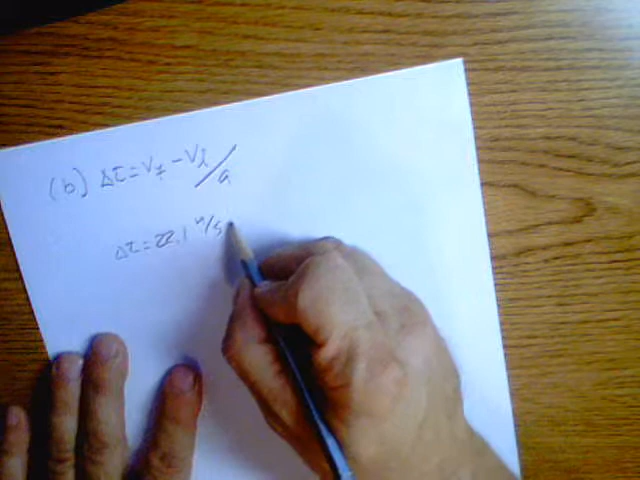 (b) Δt = Vf - Vi/a
Δt = 22.1 m/s